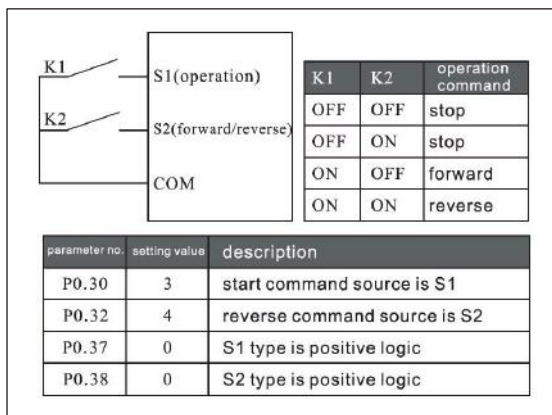 K1
S1(operation)
K2
S2(forward/reverse)
COM
K1 K2 operation command
OFF OFF stop
OFF ON stop
ON OFF forward
ON ON reverse
parameter no. setting value description
P0.30 3 start command source is S1
P0.32 4 reverse command source is S2
P0.37 0 S1 type is positive logic
P0.38 0 S2 type is positive logic